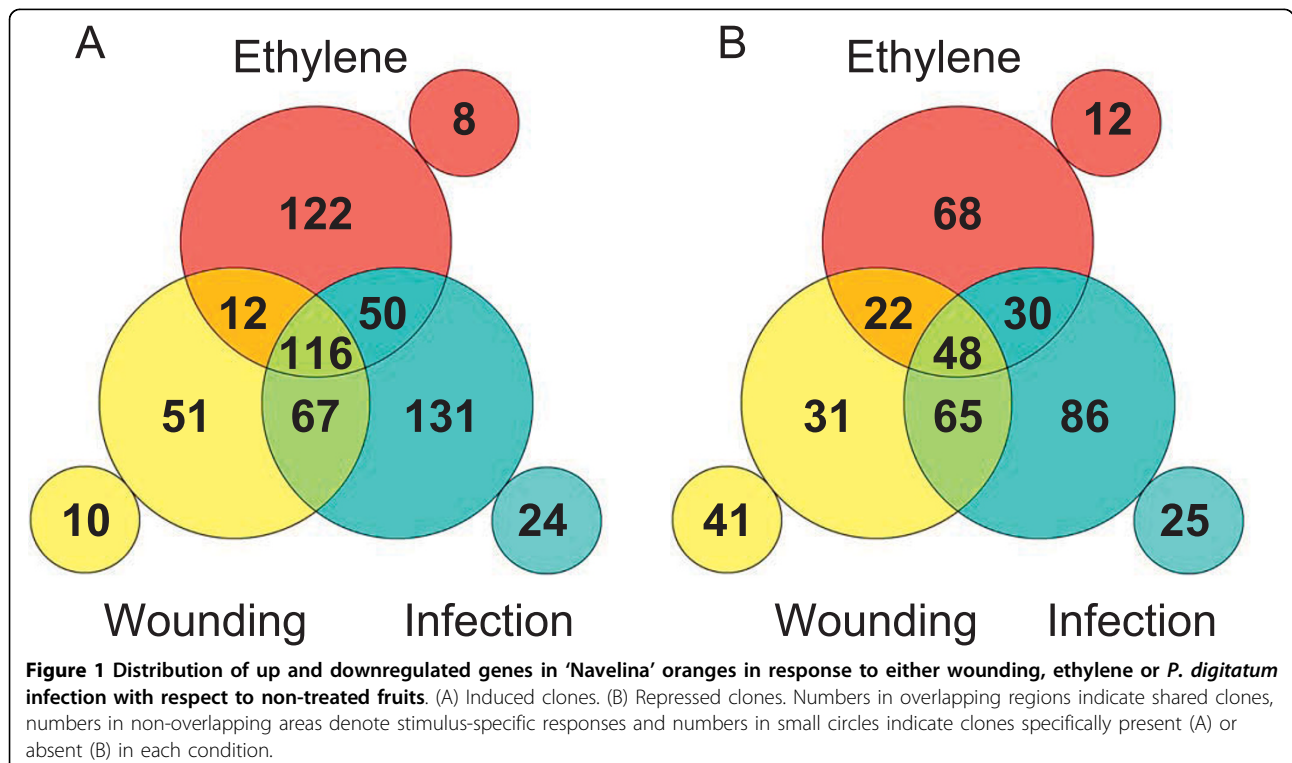 A
B
Ethylene
Ethylene
8
12
122
68
12
50
22
30
116
48
51
67
131
31
65
86
10
24
41
25
Wounding
Infection
Wounding
Infection
Figure 1 Distribution of up and downregulated genes in ‘Navelina’ oranges in response to either wounding, ethylene or P. digitatum
infection with respect to non-treated fruits. (A) Induced clones. (B) Repressed clones. Numbers in overlapping regions indicate shared clones,
numbers in non-overlapping areas denote stimulus-specific responses and numbers in small circles indicate clones specifically present (A) or
absent (B) in each condition.